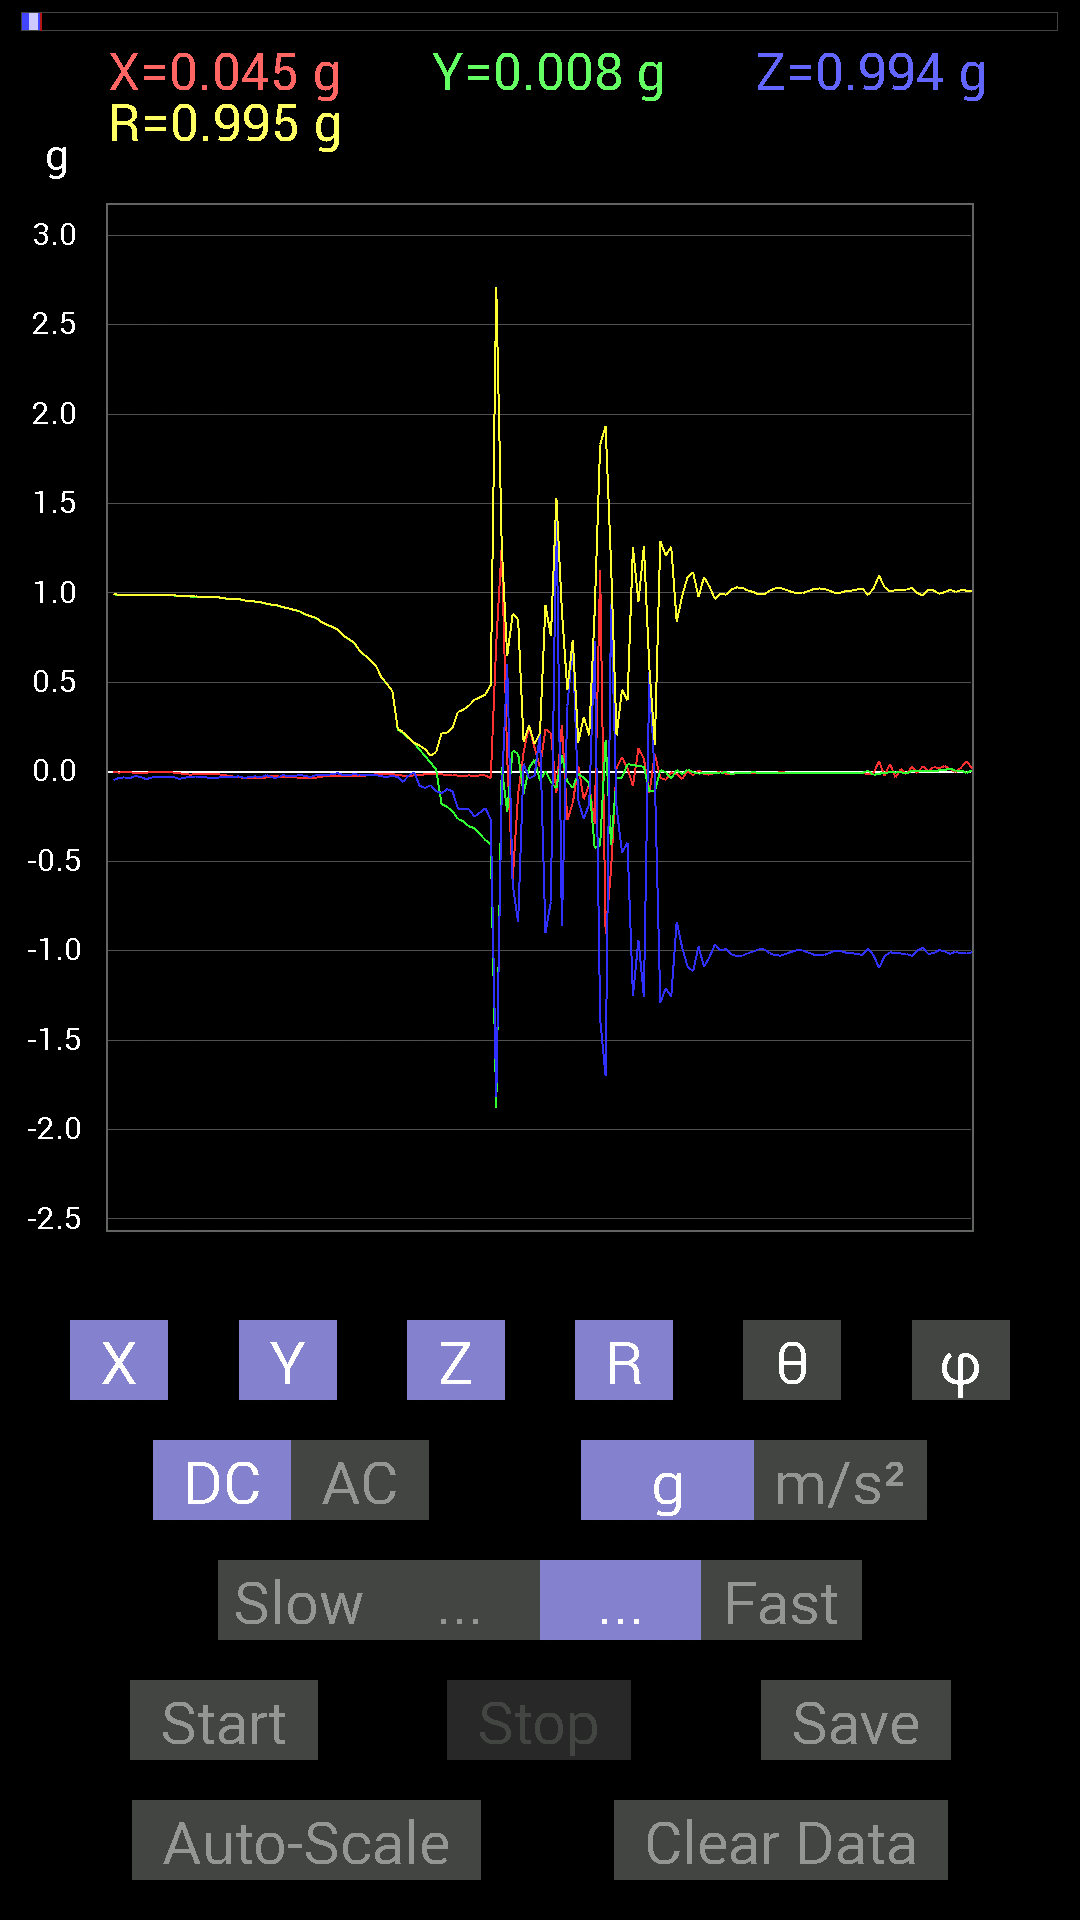 X=0.045 g Y=0.008 g Z=0.994 g
R=0.995 g
g
3.0
2.5
2.0
1.5
1.0
0.5
0.0
-0.5
-1.0
-1.5
-2.0
-2.5
X Y Z R θ φ
DC AC g m/s²
Slow ... ... Fast
Start Stop Save
Auto-Scale Clear Data